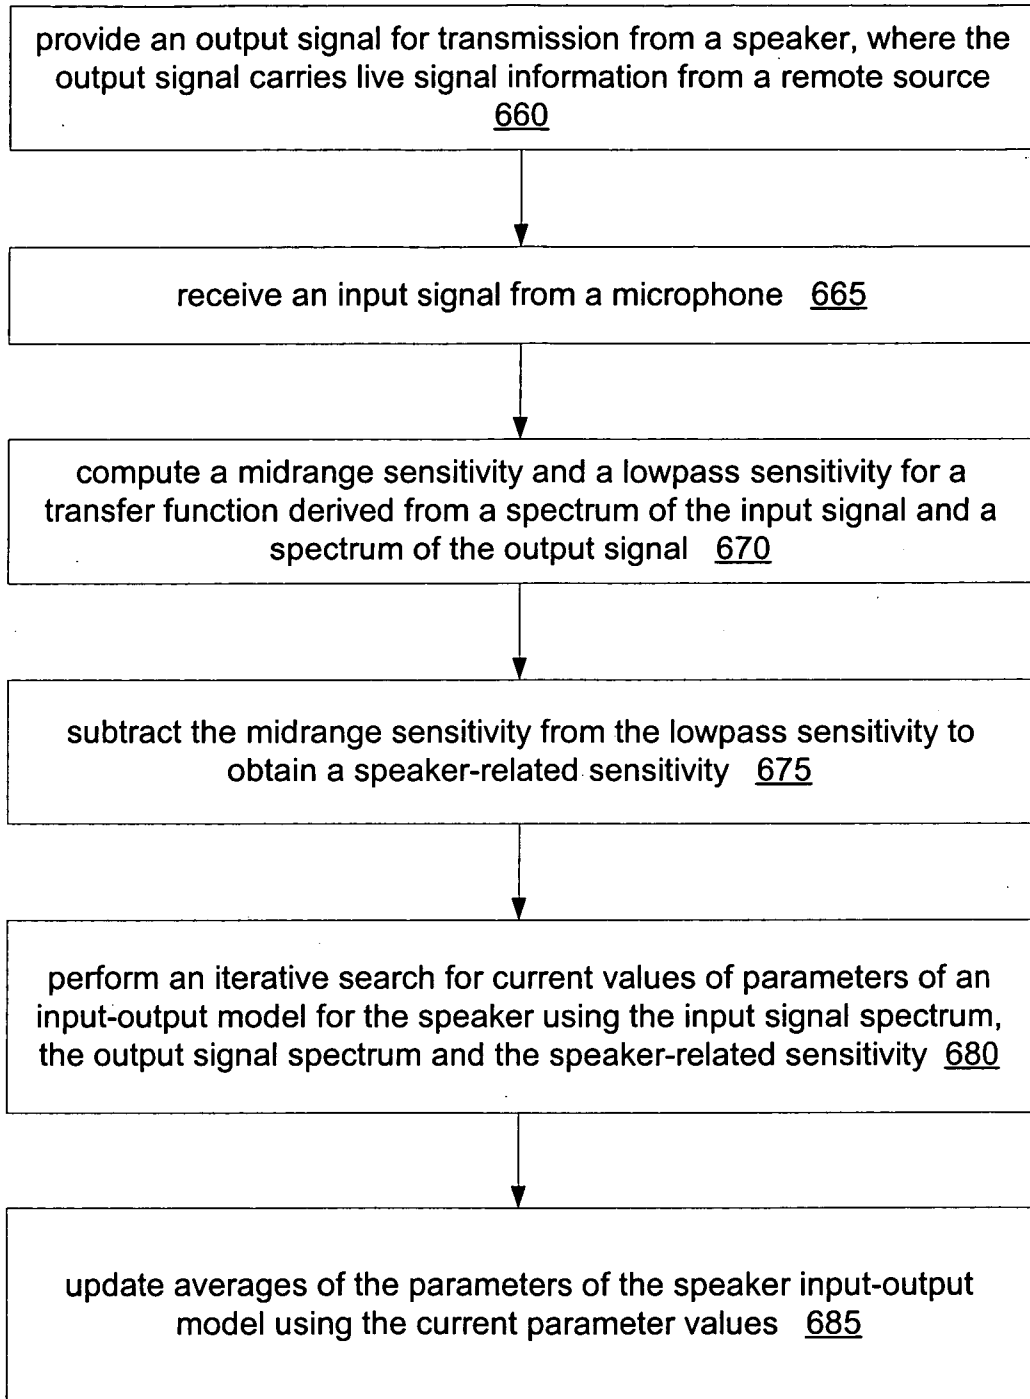 provide an output signal for transmission from a speaker, where the
output signal carries live signal information from a remote source
660
receive an input signal from a microphone 665
compute a midrange sensitivity and a lowpass sensitivity for a
transfer function derived from a spectrum of the input signal and a
spectrum of the output signal 670
subtract the midrange sensitivity from the lowpass sensitivity to
obtain a speaker-related sensitivity 675
perform an iterative search for current values of parameters of an
input-output model for the speaker using the input signal spectrum,
the output signal spectrum and the speaker-related sensitivity 680
update averages of the parameters of the speaker input-output
model using the current parameter values 685